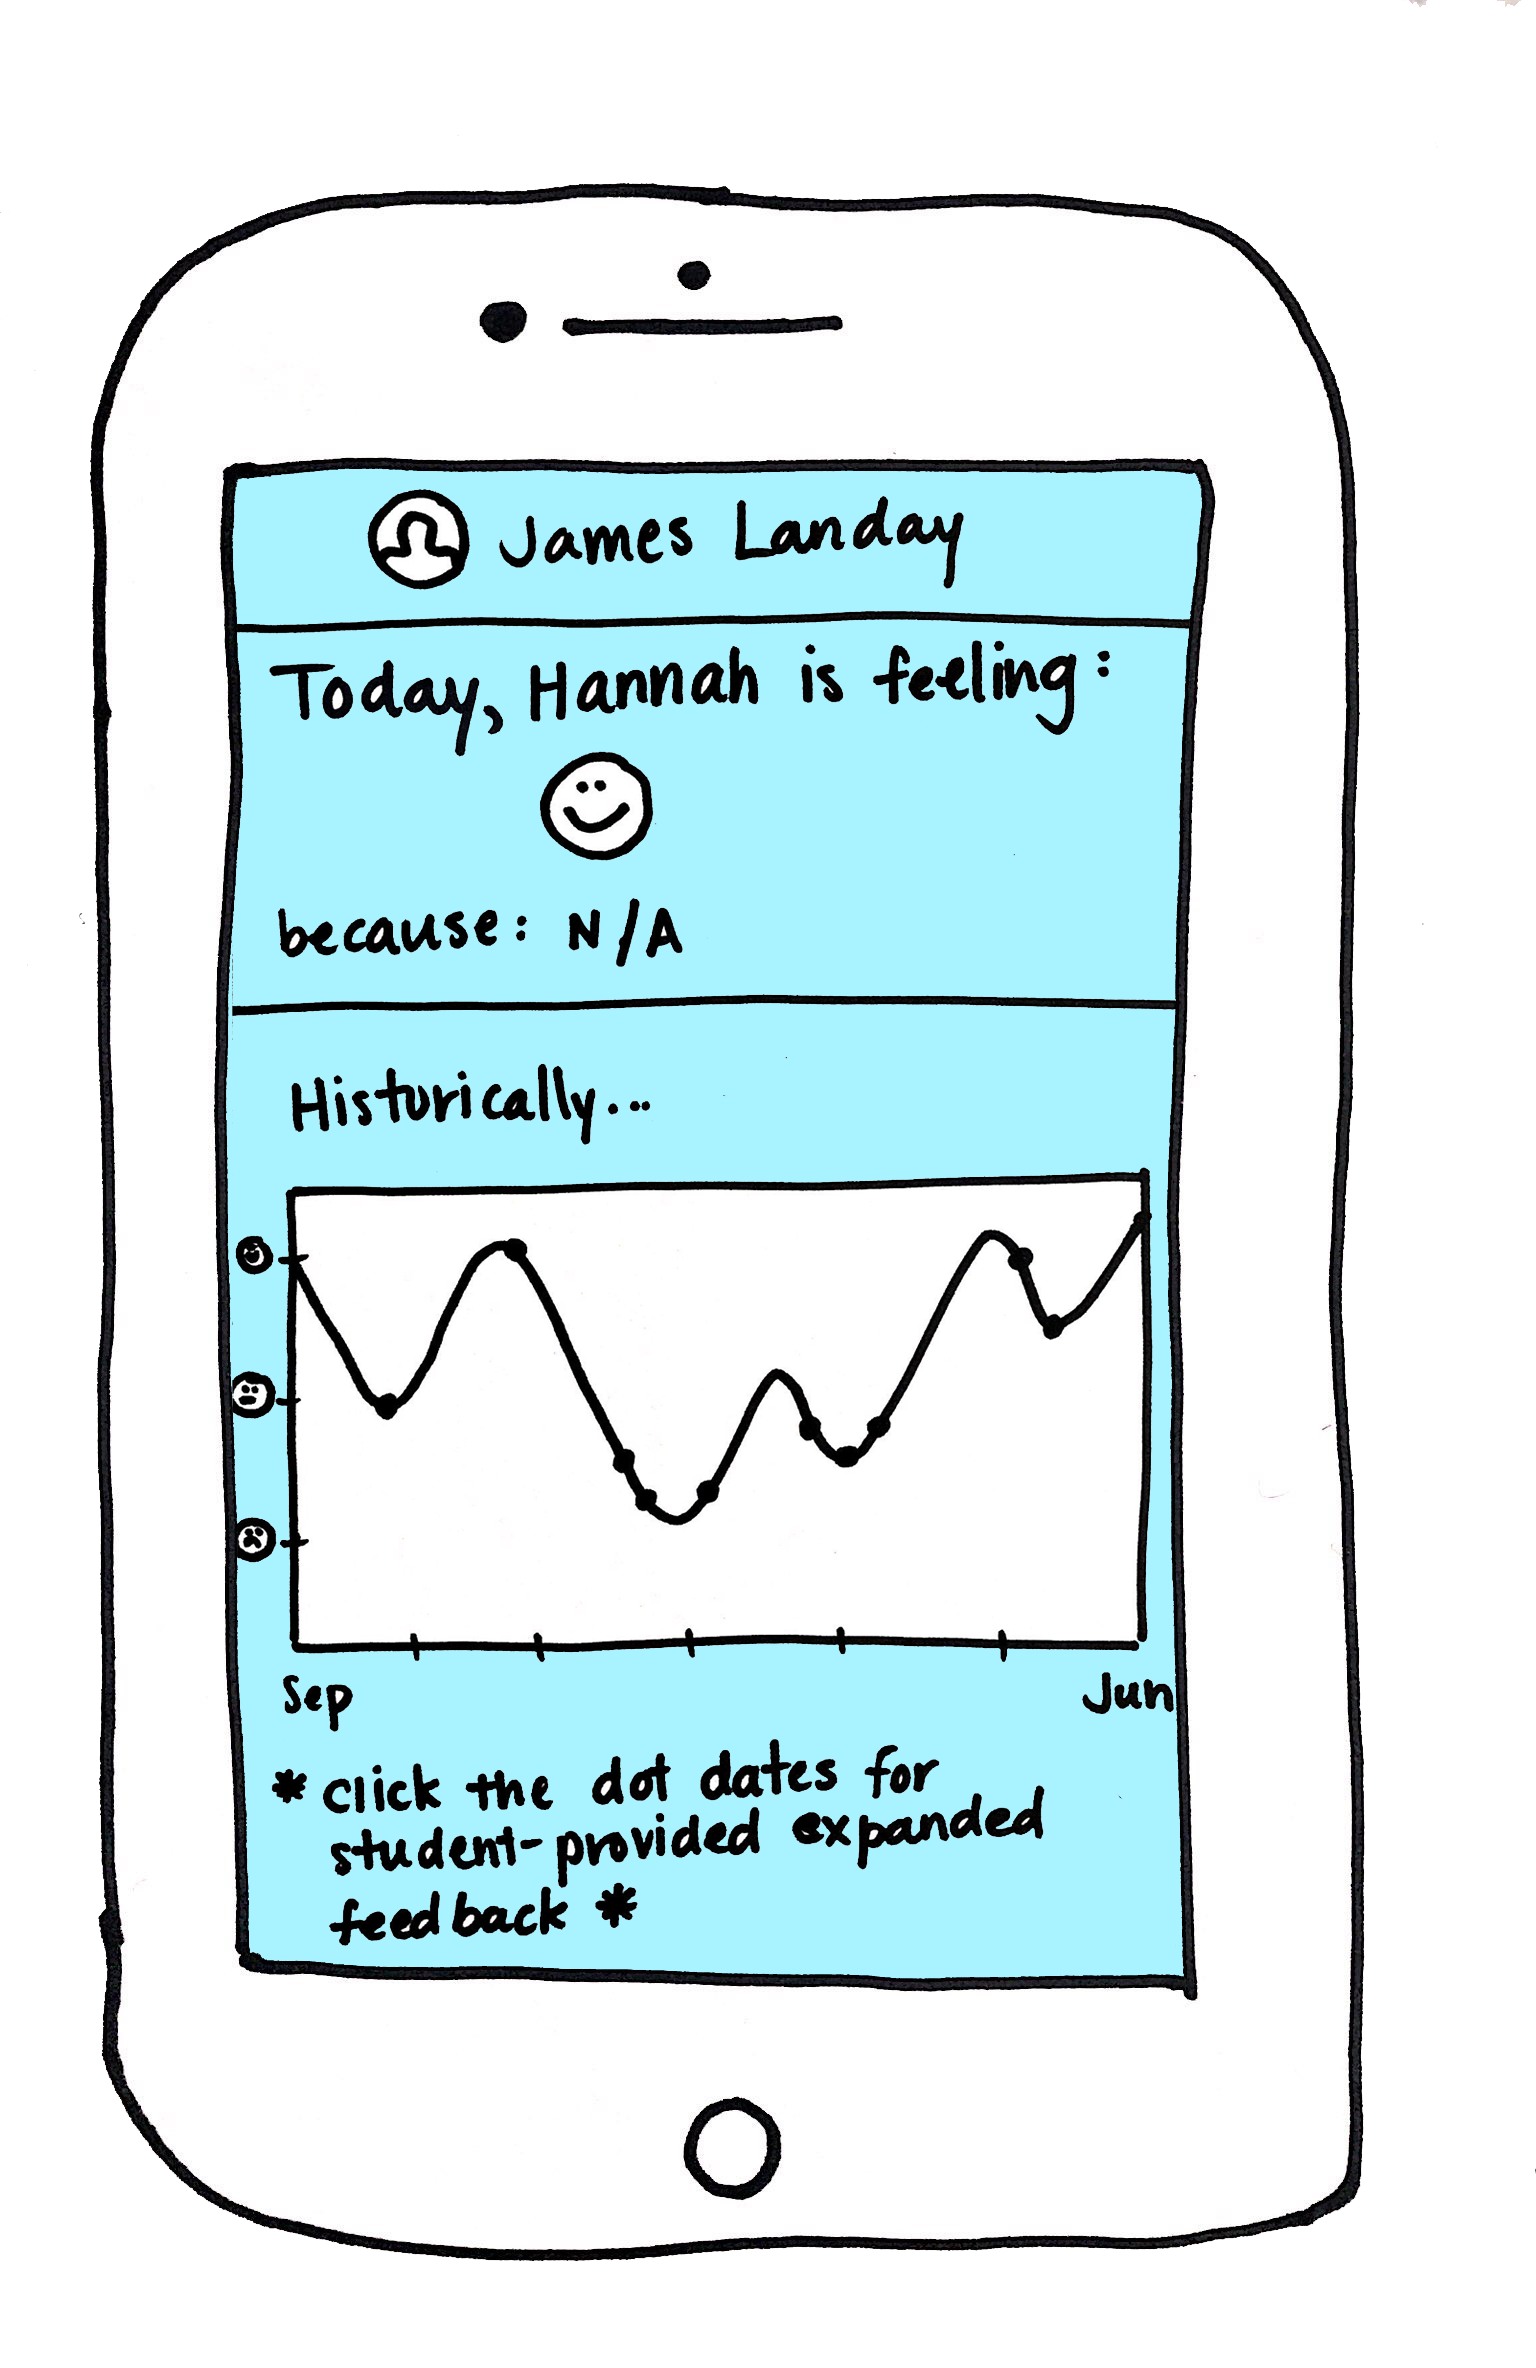 James Landay
Today, Hannah is feeling:
because: N/A
Historically...
Sep Jun
* click the dot dates for
student-provided expanded
feedback *